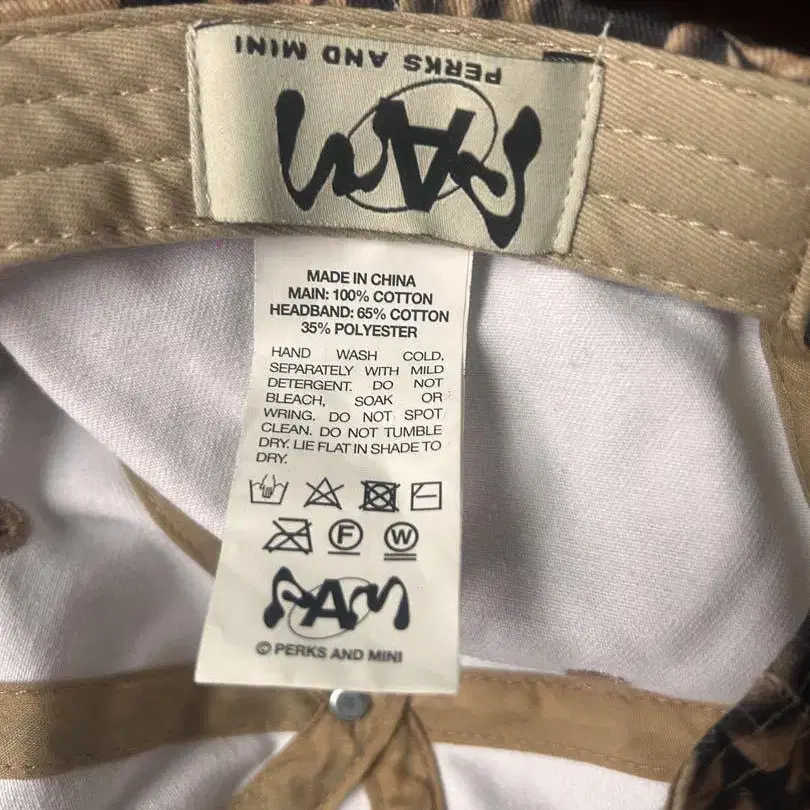 PERKS AND MINI
PAM
MADE IN CHINA
MAIN: 100% COTTON
HEADBAND: 65% COTTON
35% POLYESTER
HAND WASH COLD.
SEPARATELY WITH MILD
DETERGENT. DO NOT
BLEACH, SOAK OR
WRING. DO NOT SPOT
CLEAN. DO NOT TUMBLE
DRY. LIE FLAT IN SHADE TO
DRY.
F W
PAM
© PERKS AND MINI